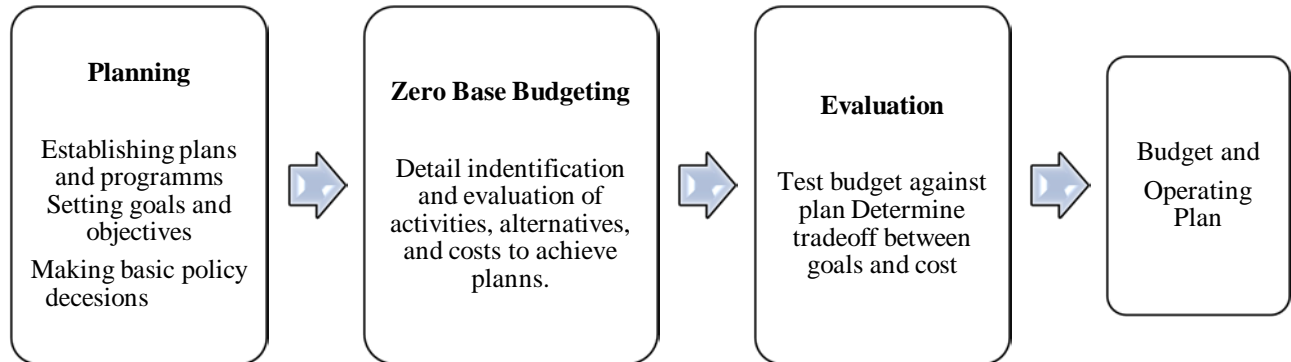 Planning
Establishing plans
and programms
Setting goals and
objectives
Making basic policy
decesions
Zero Base Budgeting
Detail indentification
and evaluation of
activities, alternatives,
and costs to achieve
planns.
Evaluation
Test budget against
plan Determine
tradeoff between
goals and cost
Budget and
Operating
Plan